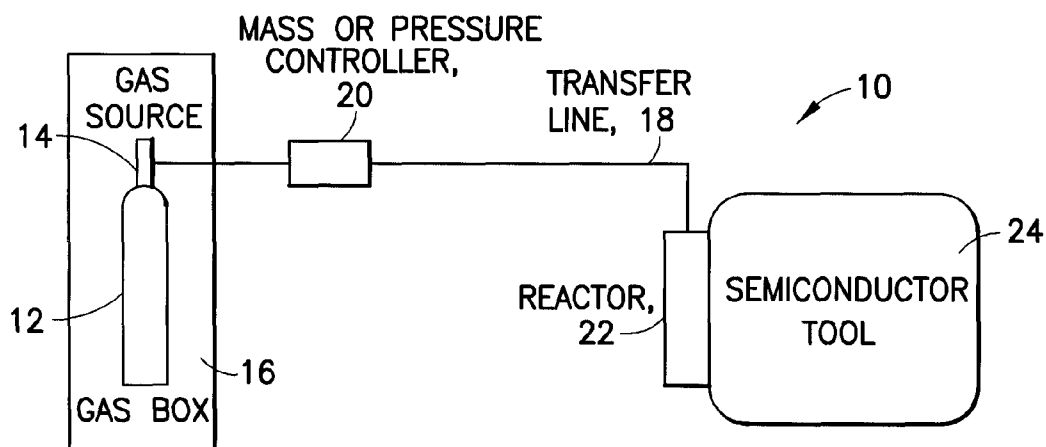 MASS OR PRESSURE
CONTROLLER,
20
GAS
SOURCE
14
TRANSFER
LINE, 18
10
12
16
GAS BOX
REACTOR,
22
SEMICONDUCTOR
TOOL
24